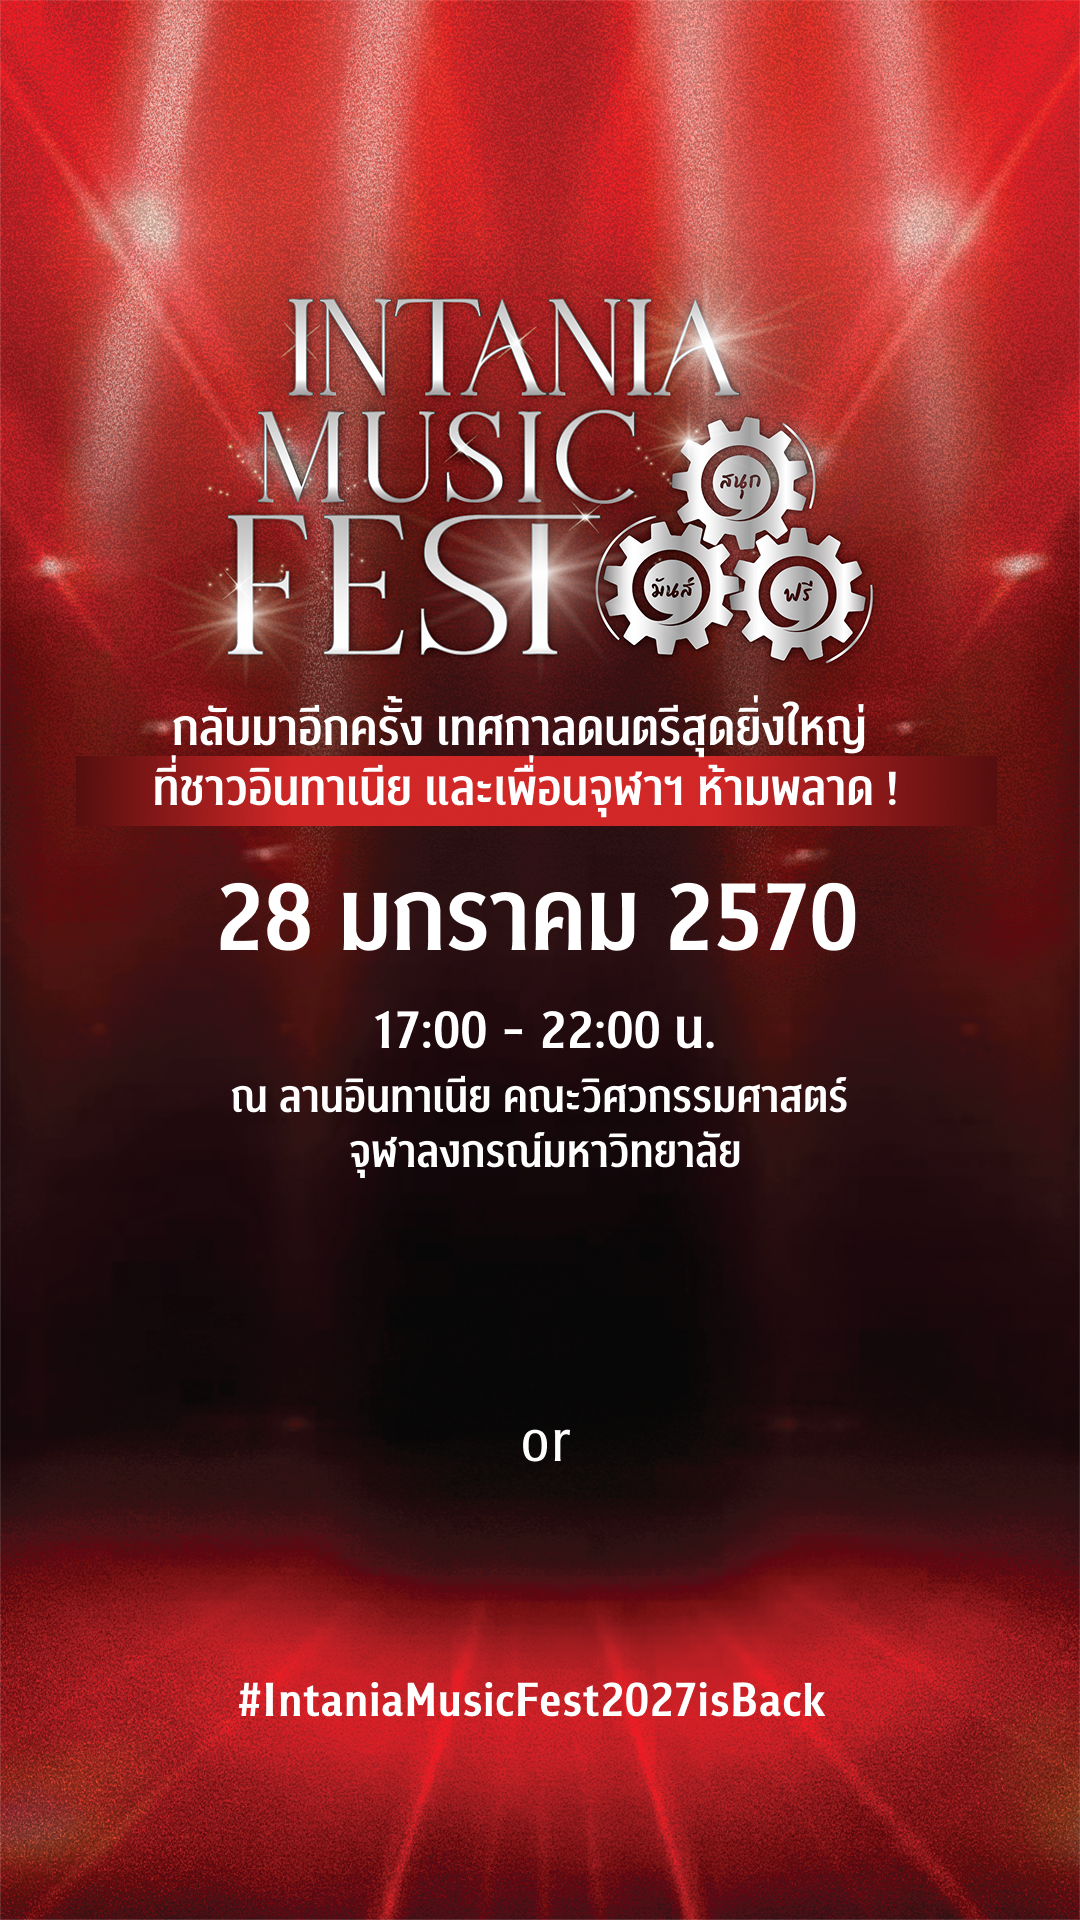 INTANIA
MUSIC
FEST
สนุก
มันส์
ฟรี
กลับมาอีกครั้ง เทศกาลดนตรีสุดยิ่งใหญ่
ที่ชาวอินทาเนีย และเพื่อนจุฬาฯ ห้ามพลาด !
28 มกราคม 2570
17:00 - 22:00 น.
ณ ลานอินทาเนีย คณะวิศวกรรมศาสตร์
จุฬาลงกรณ์มหาวิทยาลัย
or
#IntaniaMusicFest2027isBack